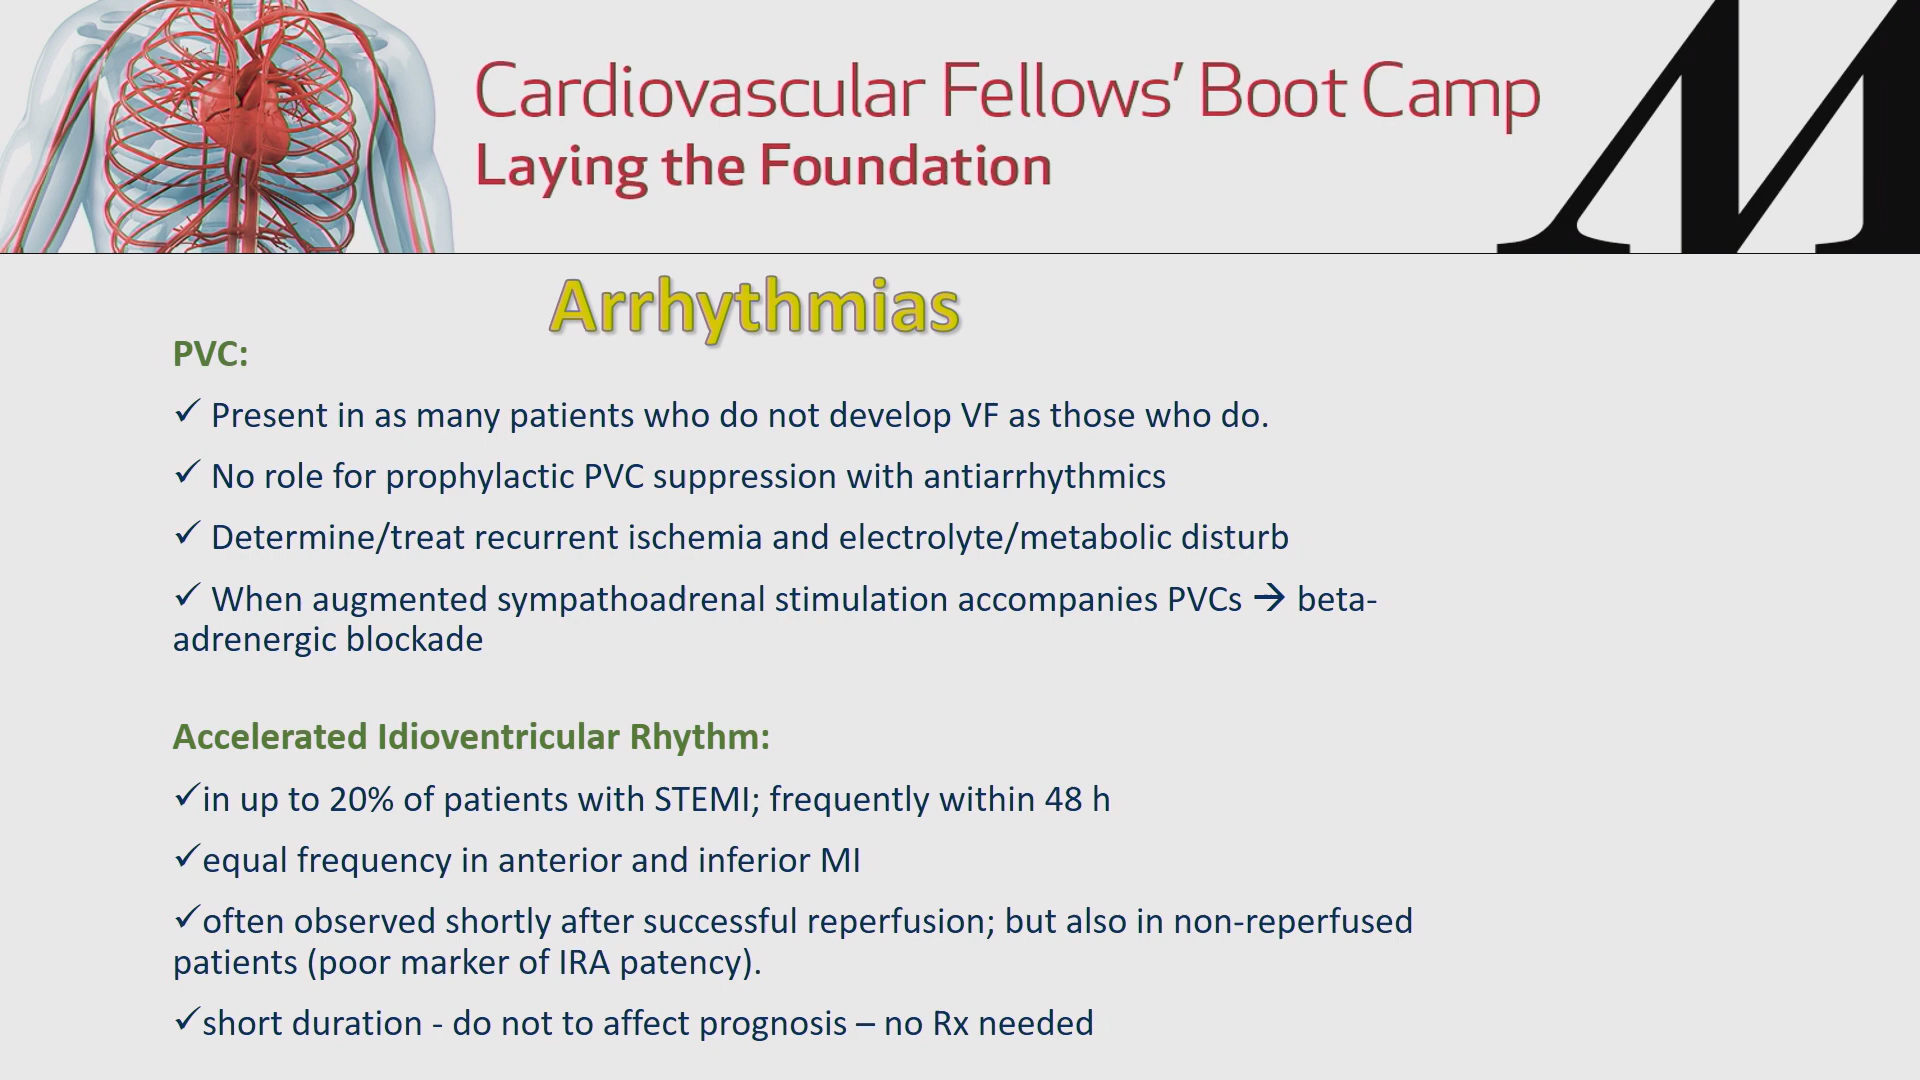 Cardiovascular Fellows' Boot Camp
Laying the Foundation
M
Arrhythmias
PVC:
✓ Present in as many patients who do not develop VF as those who do.
✓ No role for prophylactic PVC suppression with antiarrhythmics
✓ Determine/treat recurrent ischemia and electrolyte/metabolic disturb
✓ When augmented sympathoadrenal stimulation accompanies PVCs → beta-
adrenergic blockade
Accelerated Idioventricular Rhythm:
✓in up to 20% of patients with STEMI; frequently within 48 h
✓equal frequency in anterior and inferior MI
✓often observed shortly after successful reperfusion; but also in non-reperfused
patients (poor marker of IRA patency).
✓short duration - do not to affect prognosis – no Rx needed